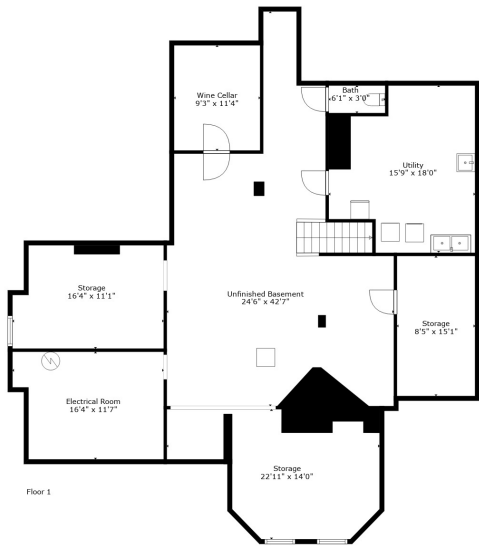 Bath
6'1" x 3'0"
Wine Cellar
9'3" x 11'4"
Utility
15'9" x 18'0"
Storage
16'4" x 11'1"
Unfinished Basement
24'6" x 42'7"
Storage
8'5" x 15'1"
Electrical Room
16'4" x 11'7"
Storage
22'11" x 14'0"
Floor 1